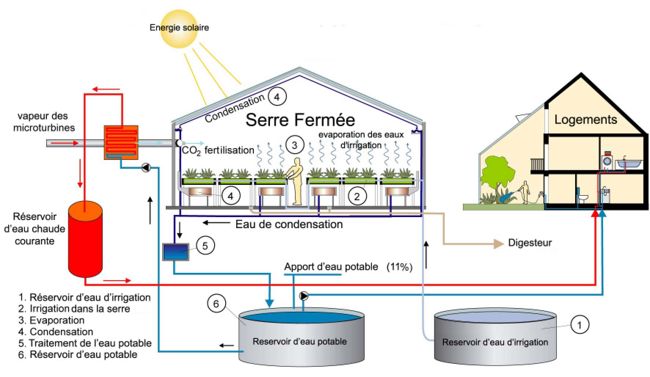 Energie solaire
Condensation 4
Serre Fermée
vapeur des
microturbines
CO2 fertilisation
3
evaporation des eaux
d'irrigation
Logements
4
2
Eau de condensation
5
Digesteur
Réservoir
d'eau chaude
courante
Apport d'eau potable (11%)
1. Réservoir d'eau d'irrigation
2. Irrigation dans la serre
3. Evaporation
4. Condensation
5. Traitement de l'eau potable
6. Réservoir d'eau potable
6
Reservoir d'eau potable
Reservoir d'eau d'irrigation
1